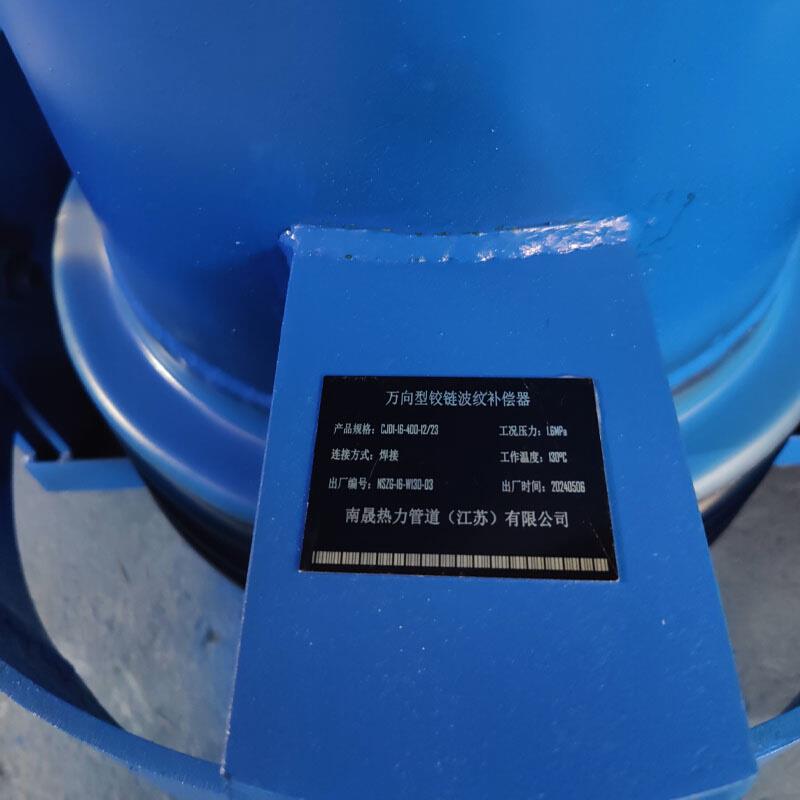 万向型铰链波纹补偿器
产品规格：CJD1-16-400-12/23 工况压力：1.6MPa
连接方式：焊接 工作温度：130℃
出厂编号：NSZG-16-W130-03 出厂时间：20240506
南晟热力管道（江苏）有限公司